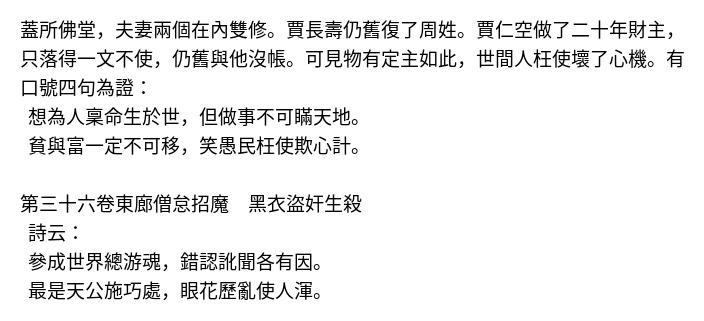 蓋所佛堂，夫妻兩個在內雙修。賈長壽仍舊復了周姓。賈仁空做了二十年財主，
只落得一文不使，仍舊與他沒帳。可見物有定主如此，世間人枉使壞了心機。有
口號四句為證：
想為人稟命生於世，但做事不可瞞天地。
貧與富一定不可移，笑愚民枉使欺心計。
第三十六卷東廊僧怠招魔　黑衣盜奸生殺
詩云：
參成世界總游魂，錯認訛聞各有因。
最是天公施巧處，眼花歷亂使人渾。